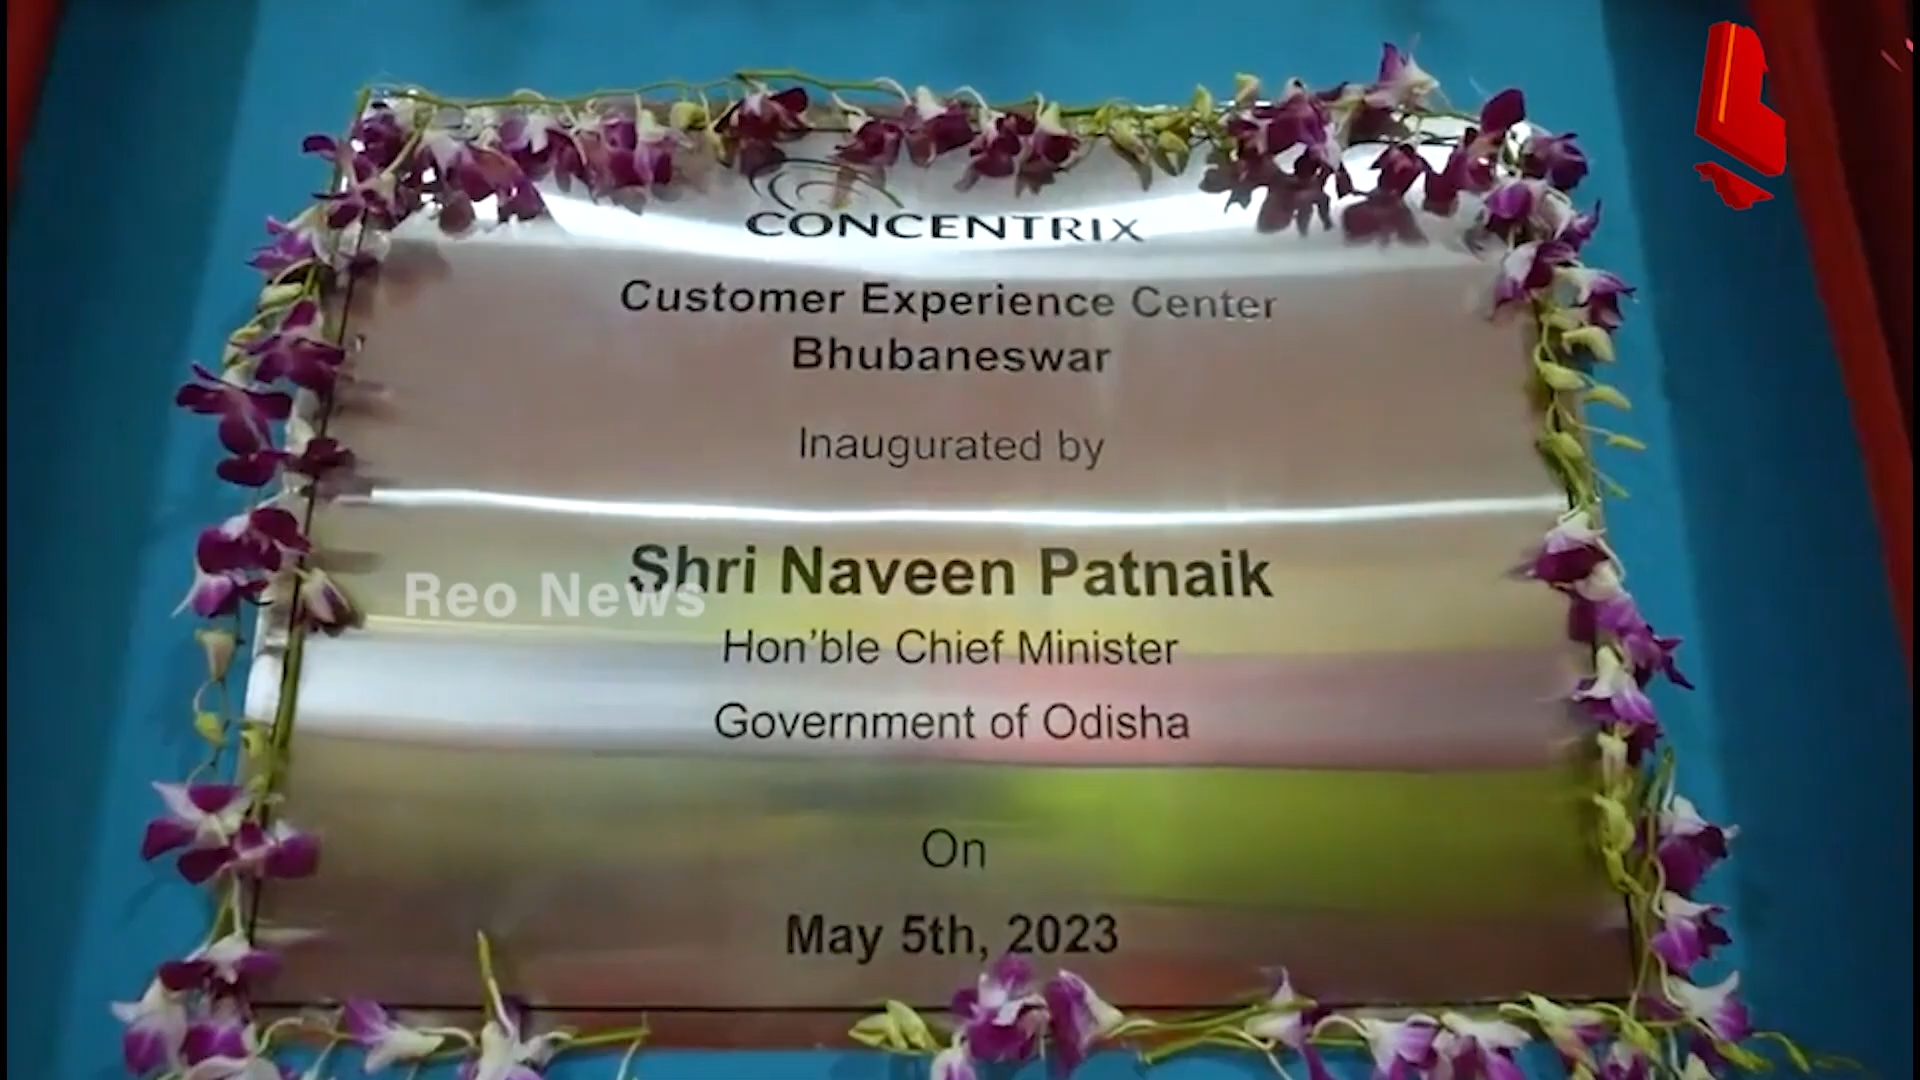 CONCENTRIX
Customer Experience Center
Bhubaneswar
Inaugurated by
Shri Naveen Patnaik
Reo News
Hon'ble Chief Minister
Government of Odisha
On
May 5th, 2023